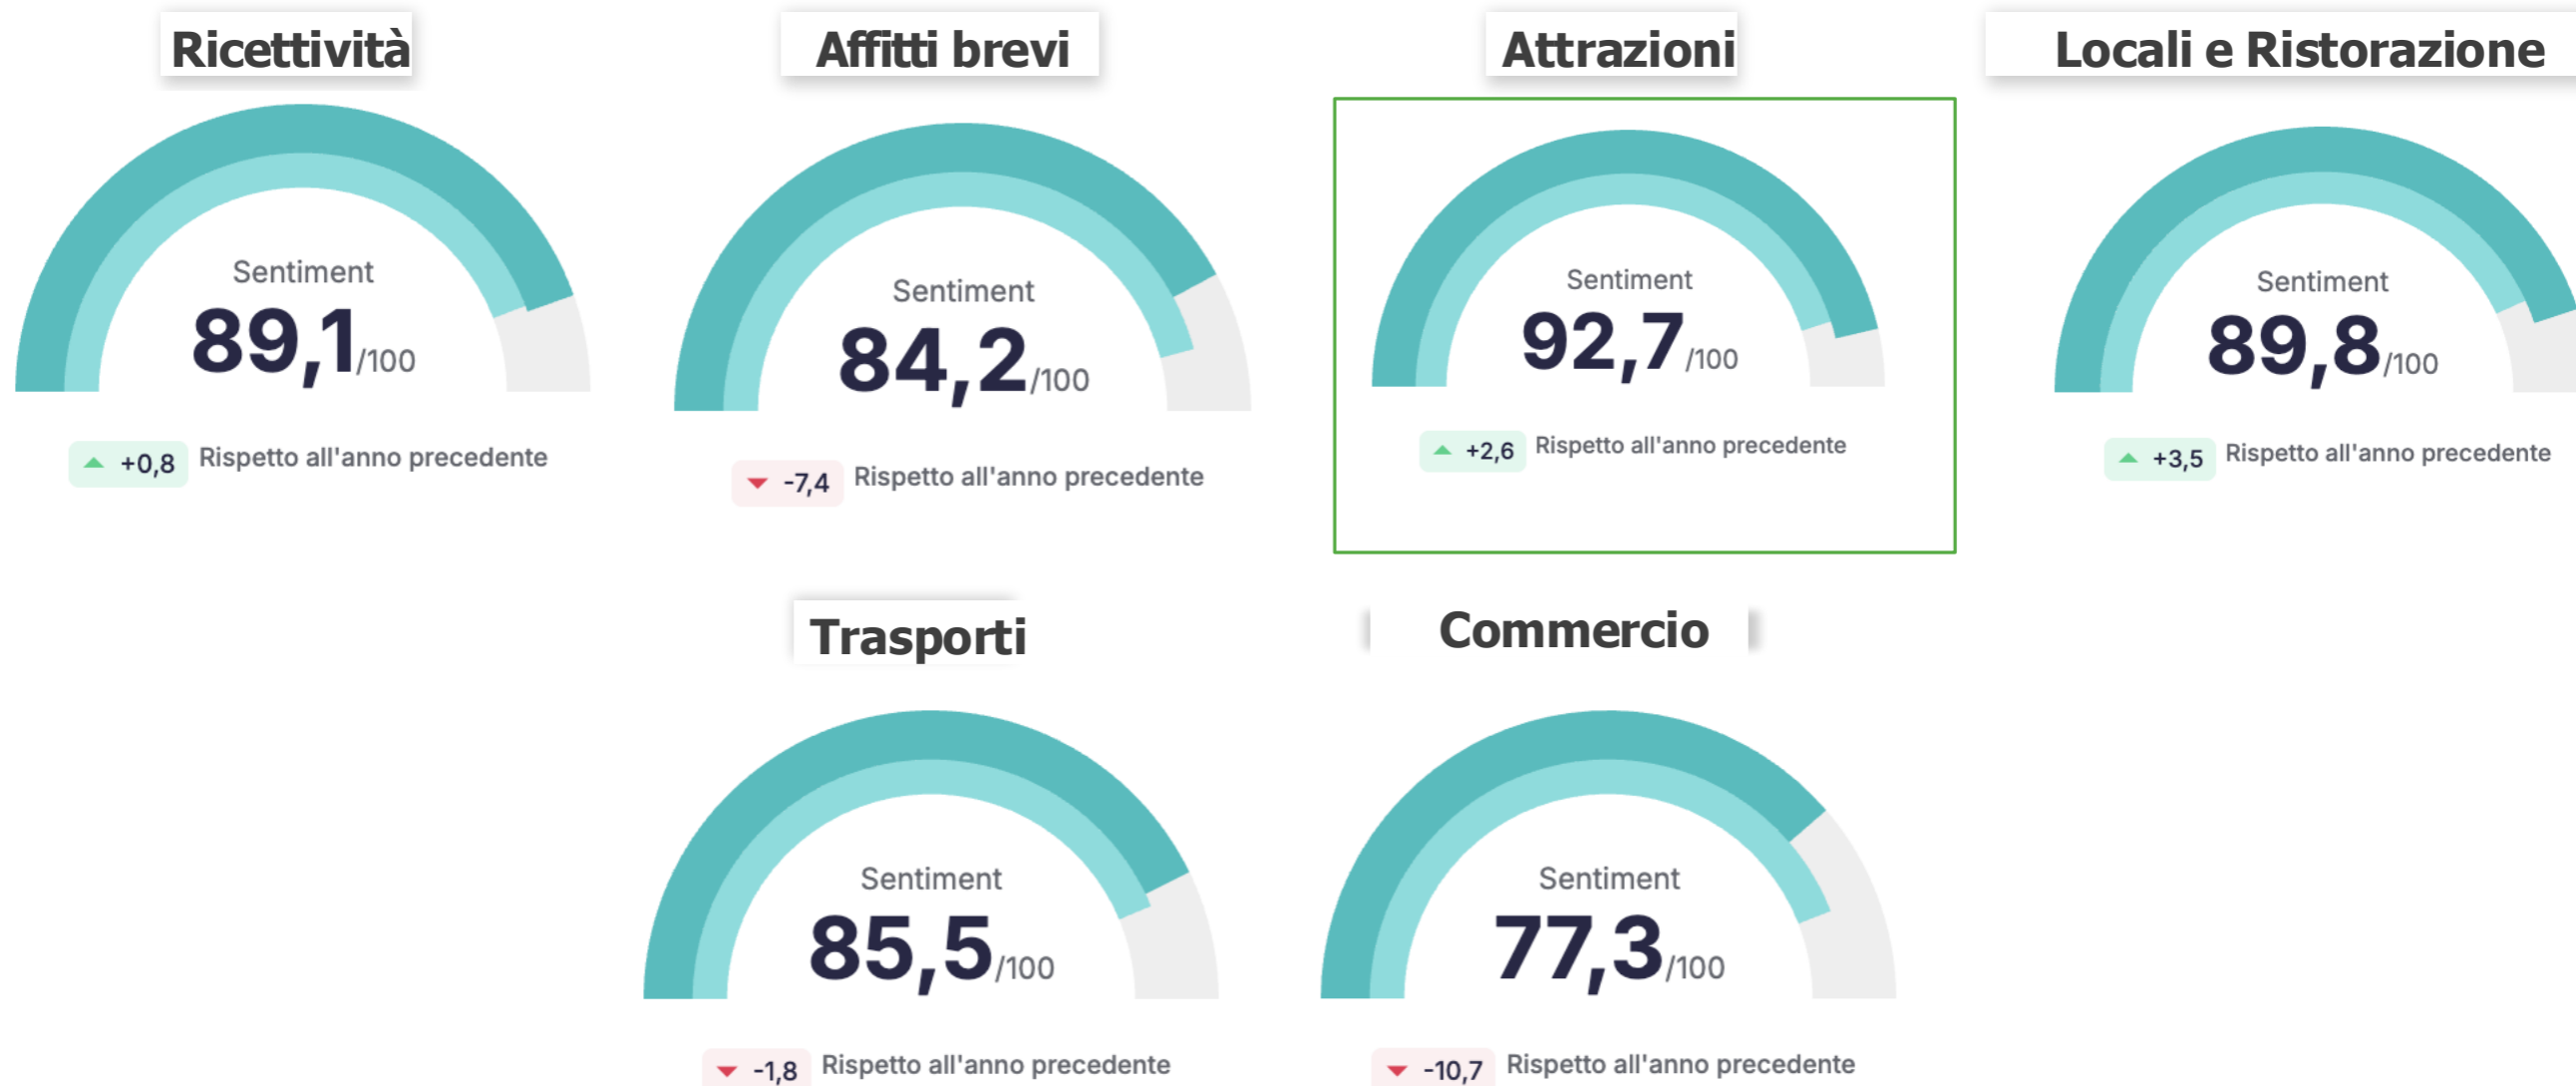 Ricettività
Affitti brevi
Attrazioni
Locali e Ristorazione
Sentiment
89,1/100
+0,8 Rispetto all'anno precedente
Sentiment
84,2/100
-7,4 Rispetto all'anno precedente
Sentiment
92,7/100
+2,6 Rispetto all'anno precedente
Sentiment
89,8/100
+3,5 Rispetto all'anno precedente
Trasporti
Commercio
Sentiment
85,5/100
-1,8 Rispetto all'anno precedente
Sentiment
77,3/100
-10,7 Rispetto all'anno precedente